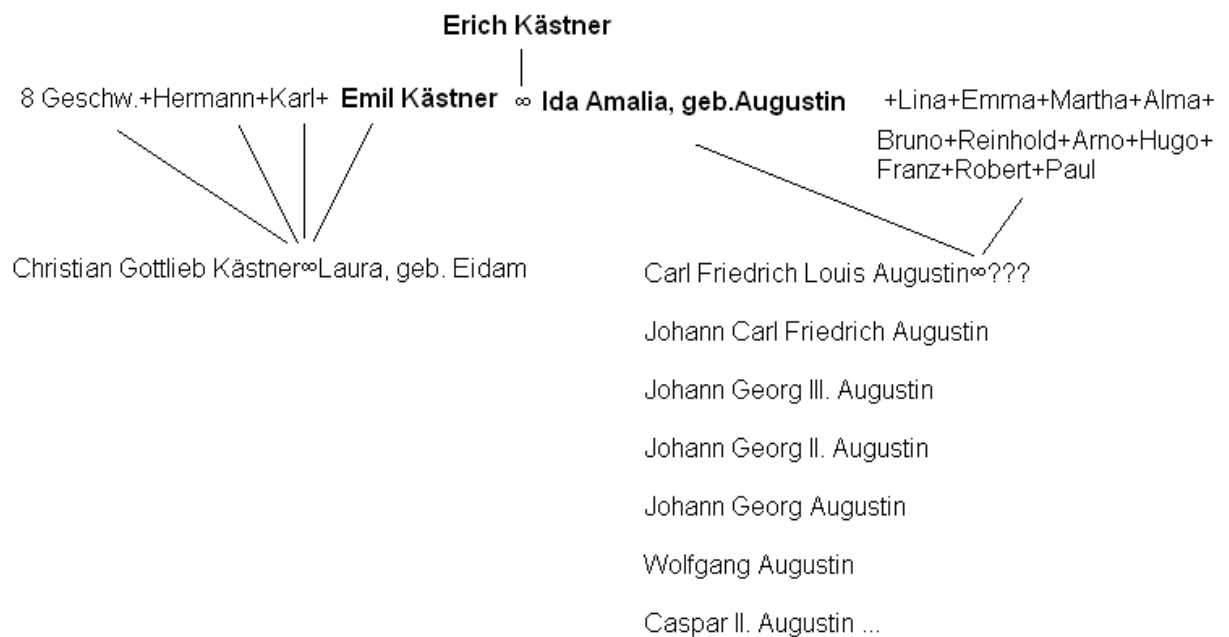 Erich Kästner
8 Geschw.+Hermann+Karl+ Emil Kästner ∞ Ida Amalia, geb.Augustin +Lina+Emma+Martha+Alma+
Bruno+Reinhold+Arno+Hugo+
Franz+Robert+Paul
Christian Gottlieb Kästner∞Laura, geb. Eidam
Carl Friedrich Louis Augustin∞???
Johann Carl Friedrich Augustin
Johann Georg III. Augustin
Johann Georg II. Augustin
Johann Georg Augustin
Wolfgang Augustin
Caspar II. Augustin ...